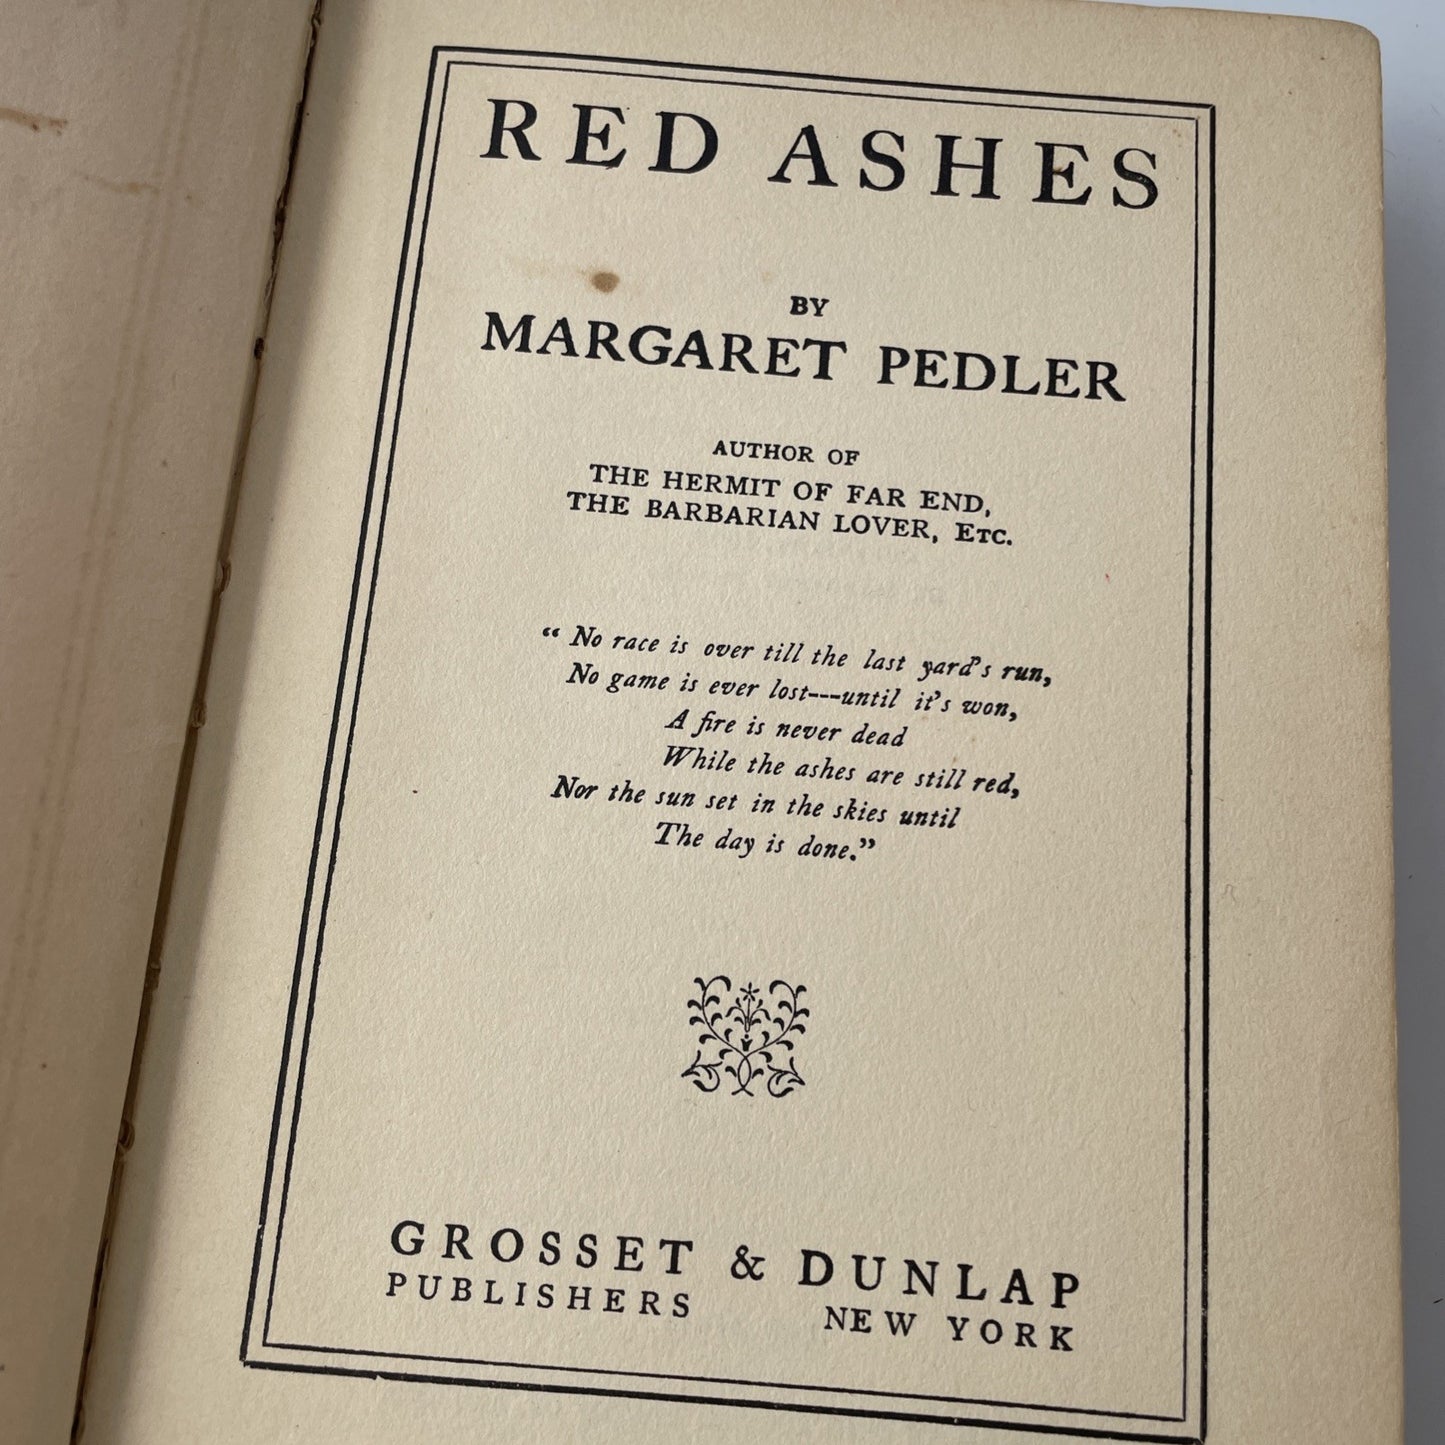 RED ASHES
BY
MARGARET PEDLER
AUTHOR OF
THE HERMIT OF FAR END,
THE BARBARIAN LOVER, ETC.
“ No race is over till the last yard's run,
No game is ever lost---until it's won,
A fire is never dead
While the ashes are still red,
Nor the sun set in the skies until
The day is done.”
GROSSET & DUNLAP
PUBLISHERS NEW YORK